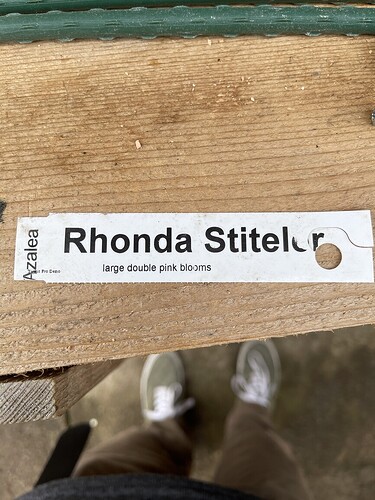 Azalea
Rhonda Stiteler
large double pink blooms